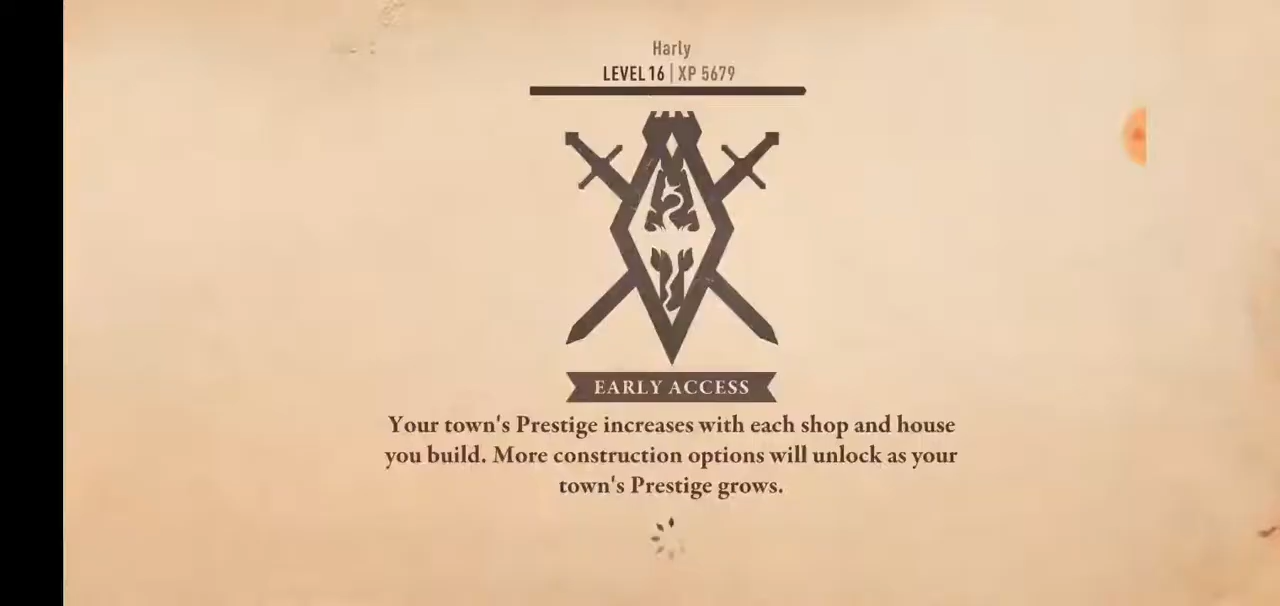 Harly
LEVEL 16 | XP 5679
EARLY ACCESS
Your town's Prestige increases with each shop and house
you build. More construction options will unlock as your
town's Prestige grows.